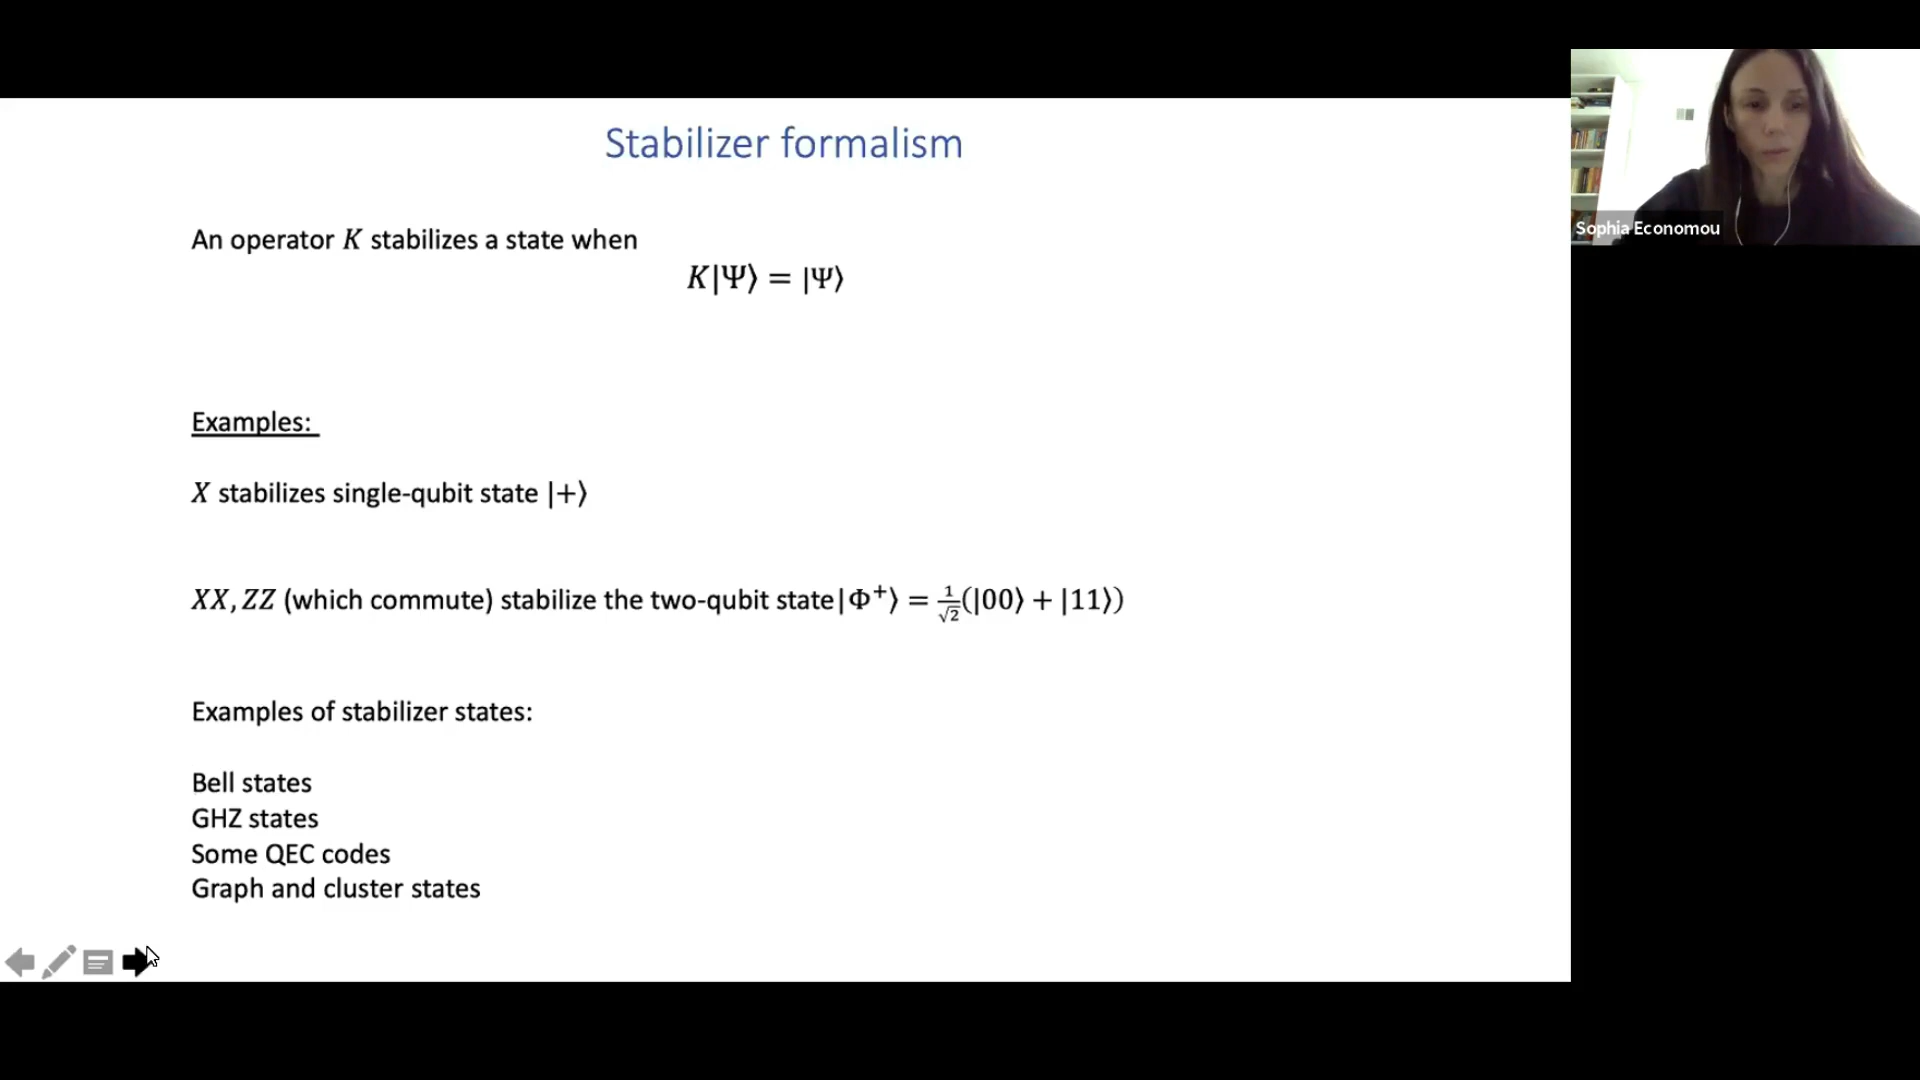 Stabilizer formalism
An operator K stabilizes a state when
K|Ψ⟩ = |Ψ⟩
Examples:
X stabilizes single-qubit state |+⟩
XX, ZZ (which commute) stabilize the two-qubit state|Φ⁺⟩ = 1/√2(|00⟩ + |11⟩)
Examples of stabilizer states:
Bell states
GHZ states
Some QEC codes
Graph and cluster states
Sophia Economou